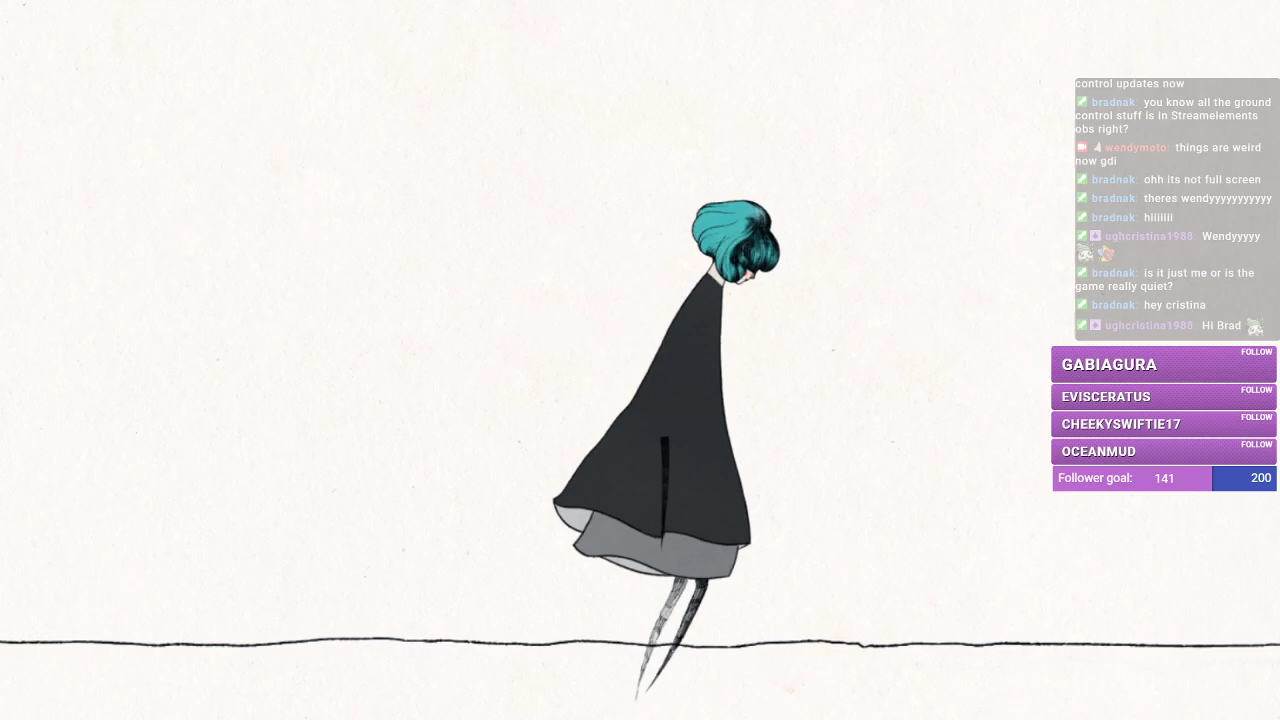 control updates now
bradnak: you know all the ground
control stuff is in Streamelements
obs right?
wendymoto: things are weird
now gdi
bradnak: ohh its not full screen
bradnak: theres wendyyyyyyyyyyy
bradnak: hiiiiiii
ughcristina1988: Wendyyyyy
bradnak: is it just me or is the
game really quiet?
bradnak: hey cristina
ughcristina1988: Hi Brad
GABIAGURA FOLLOW
EVISCERATUS FOLLOW
CHEEKYSWIFTIE17 FOLLOW
OCEANMUD FOLLOW
Follower goal: 141 200